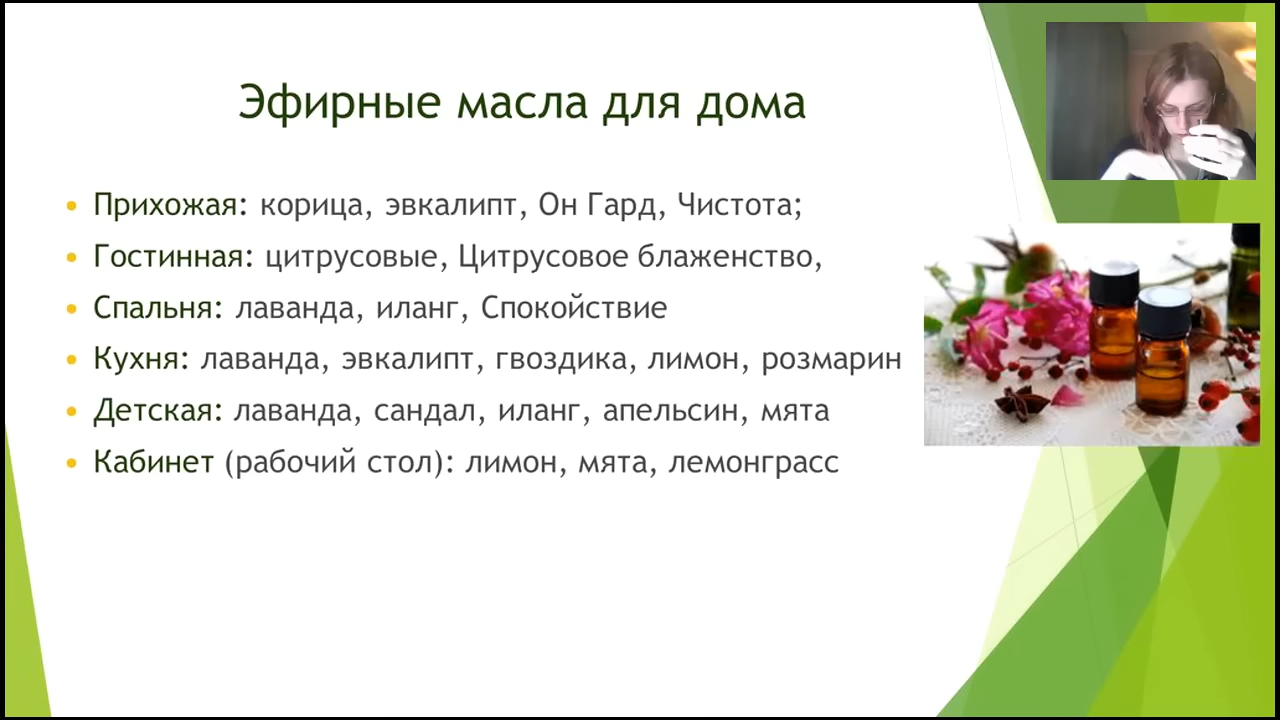 Эфирные масла для дома
Прихожая: корица, эвкалипт, Он Гард, Чистота;
Гостинная: цитрусовые, Цитрусовое блаженство,
Спальня: лаванда, иланг, Спокойствие
Кухня: лаванда, эвкалипт, гвоздика, лимон, розмарин
Детская: лаванда, сандал, иланг, апельсин, мята
Кабинет (рабочий стол): лимон, мята, лемонграсс